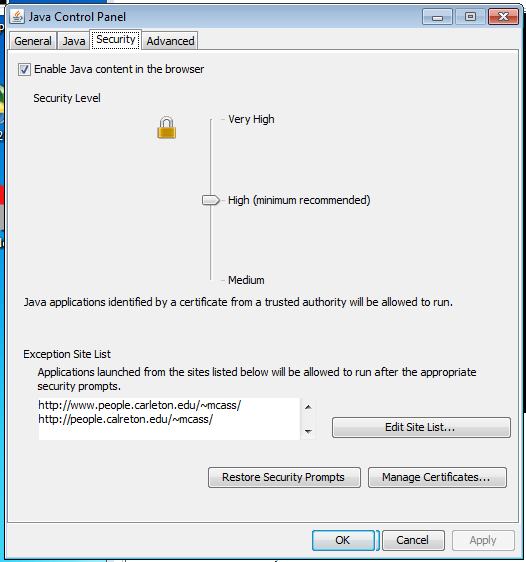 Java Control Panel
General Java Security Advanced
Enable Java content in the browser
Security Level
Very High
High (minimum recommended)
Medium
Java applications identified by a certificate from a trusted authority will be allowed to run.
Exception Site List
Applications launched from the sites listed below will be allowed to run after the appropriate
security prompts.
http://www.people.carleton.edu/~mcass/
http://people.calreton.edu/~mcass/
Edit Site List...
Restore Security Prompts Manage Certificates...
OK Cancel Apply